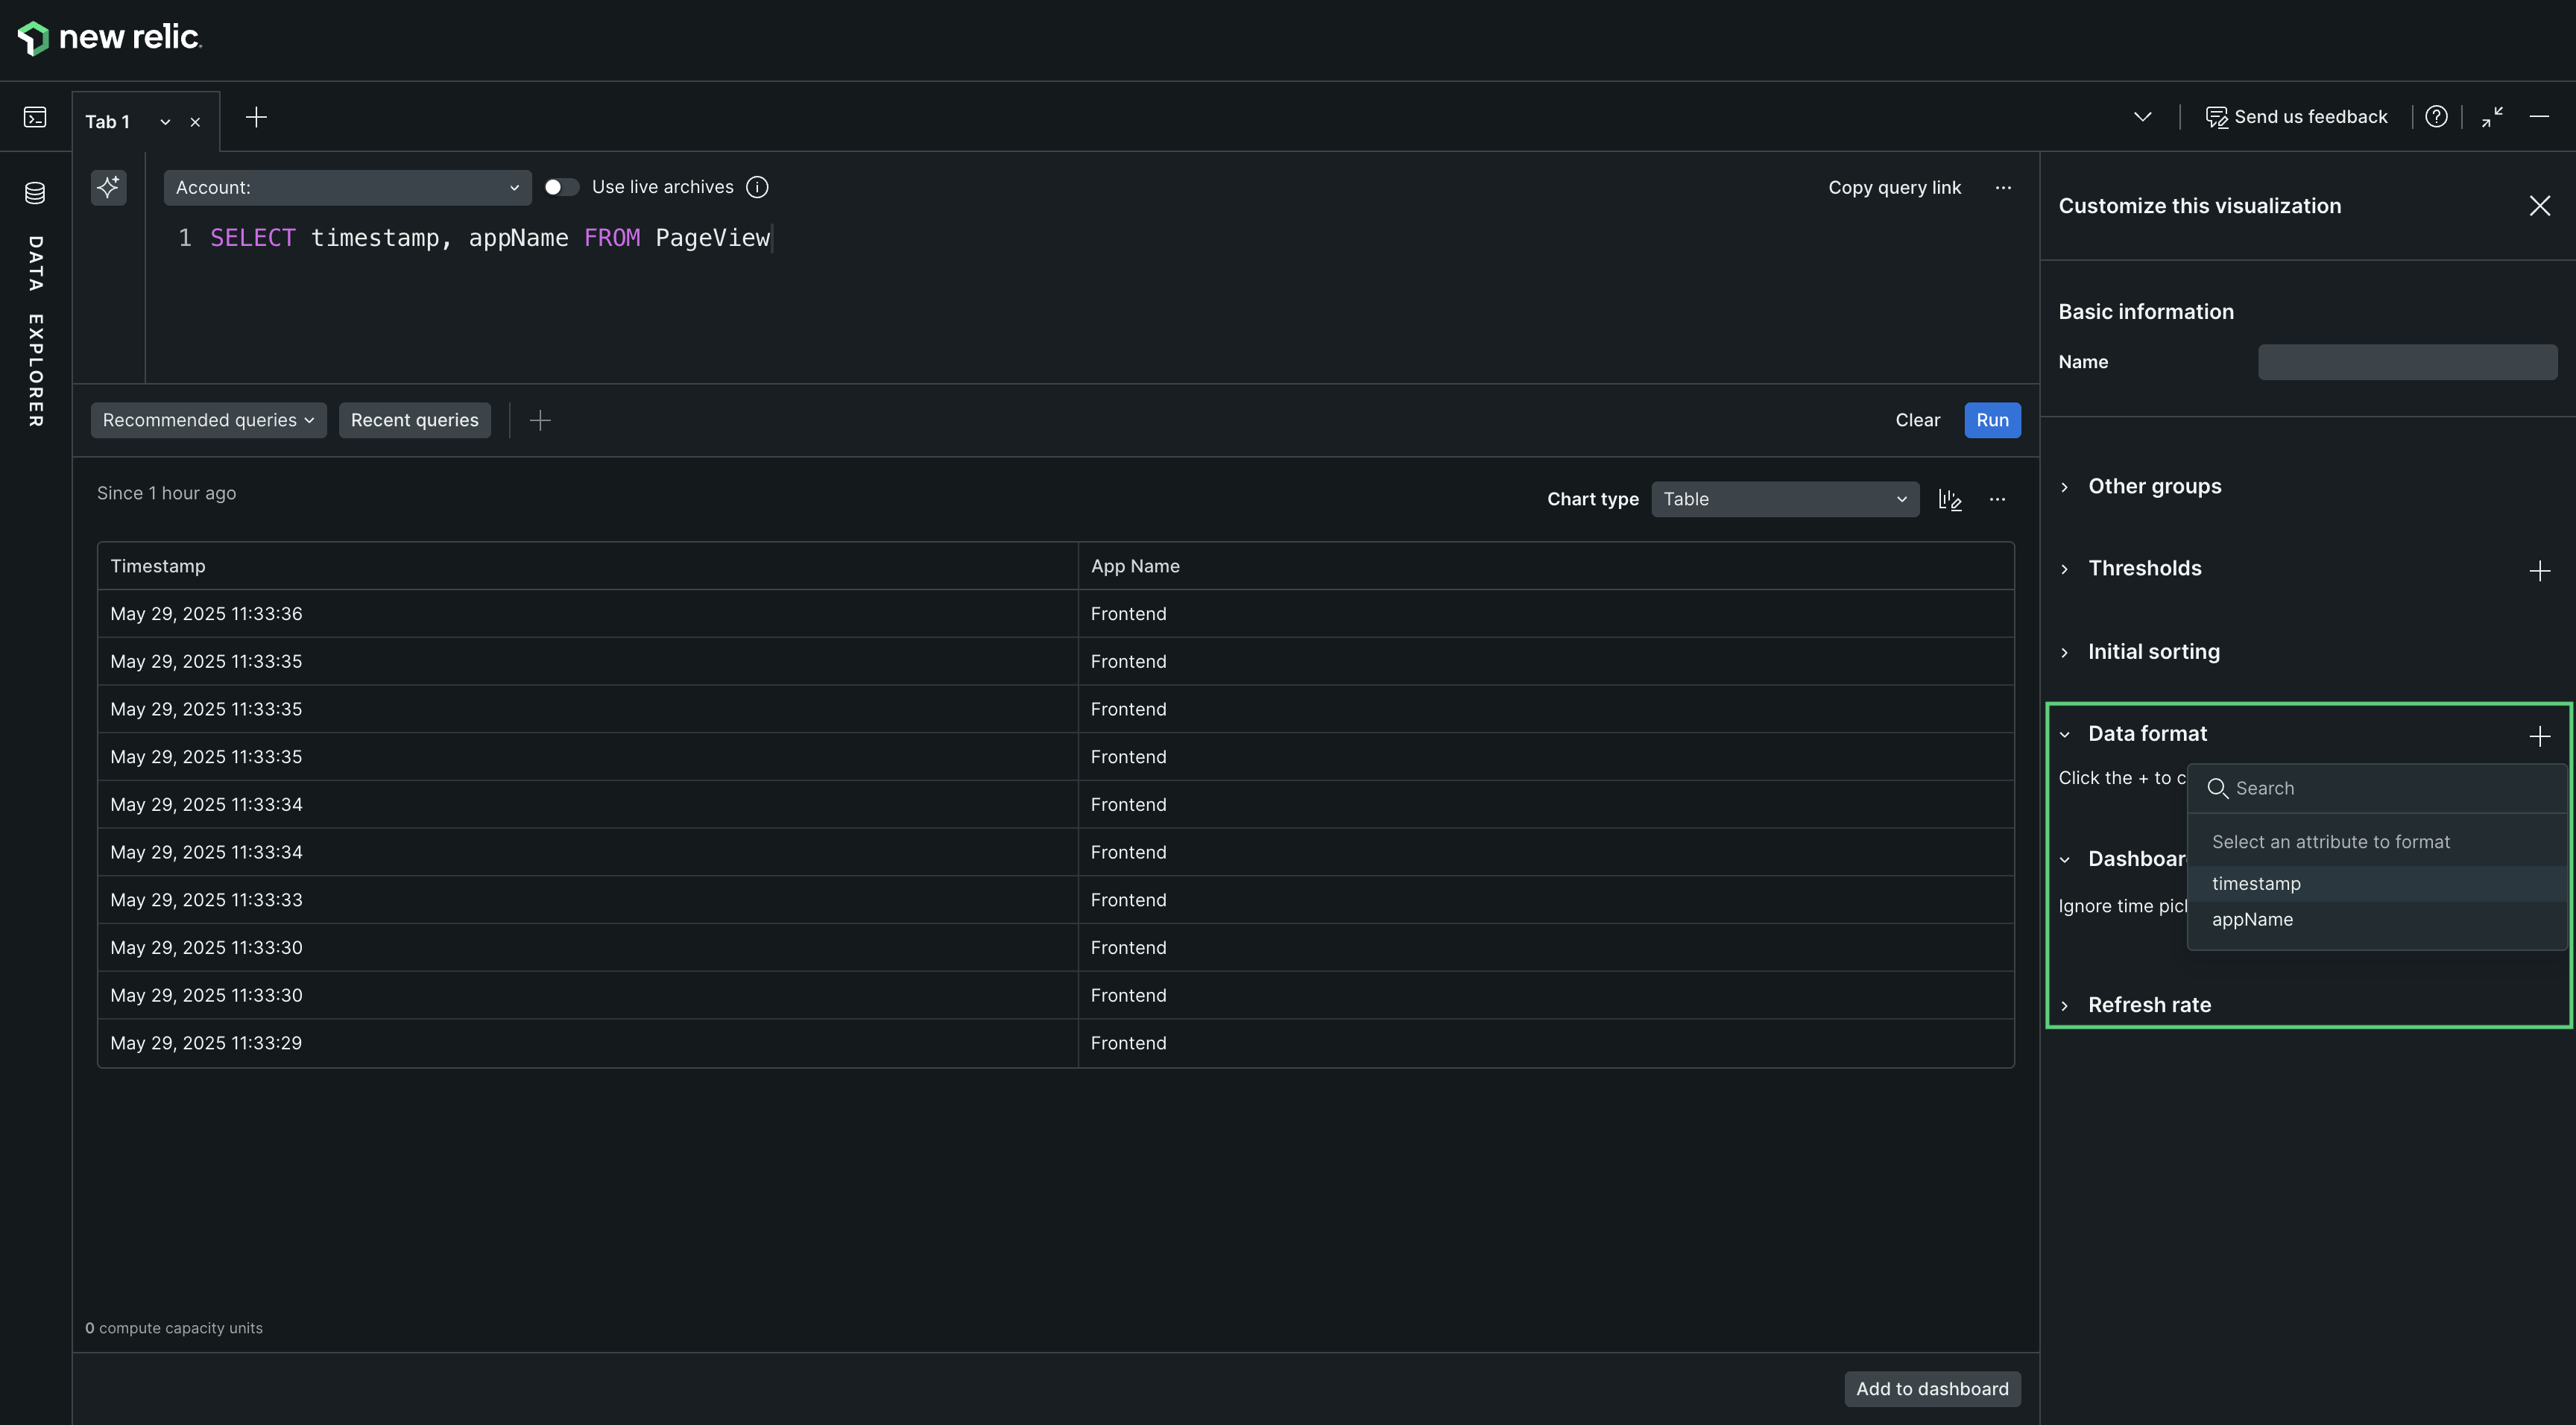 new relic
Tab 1
Send us feedback
DATA EXPLORER
Account:
Use live archives
Copy query link
1 SELECT timestamp, appName FROM PageView
Recommended queries
Recent queries
Clear
Run
Since 1 hour ago
Chart type
Table
Timestamp App Name
May 29, 2025 11:33:36 Frontend
May 29, 2025 11:33:35 Frontend
May 29, 2025 11:33:35 Frontend
May 29, 2025 11:33:35 Frontend
May 29, 2025 11:33:34 Frontend
May 29, 2025 11:33:34 Frontend
May 29, 2025 11:33:33 Frontend
May 29, 2025 11:33:30 Frontend
May 29, 2025 11:33:30 Frontend
May 29, 2025 11:33:29 Frontend
0 compute capacity units
Add to dashboard
Customize this visualization
Basic information
Name
Other groups
Thresholds
Initial sorting
Data format
Click the + to c
Search
Select an attribute to format
timestamp
appName
Dashboar
Ignore time pic
Refresh rate